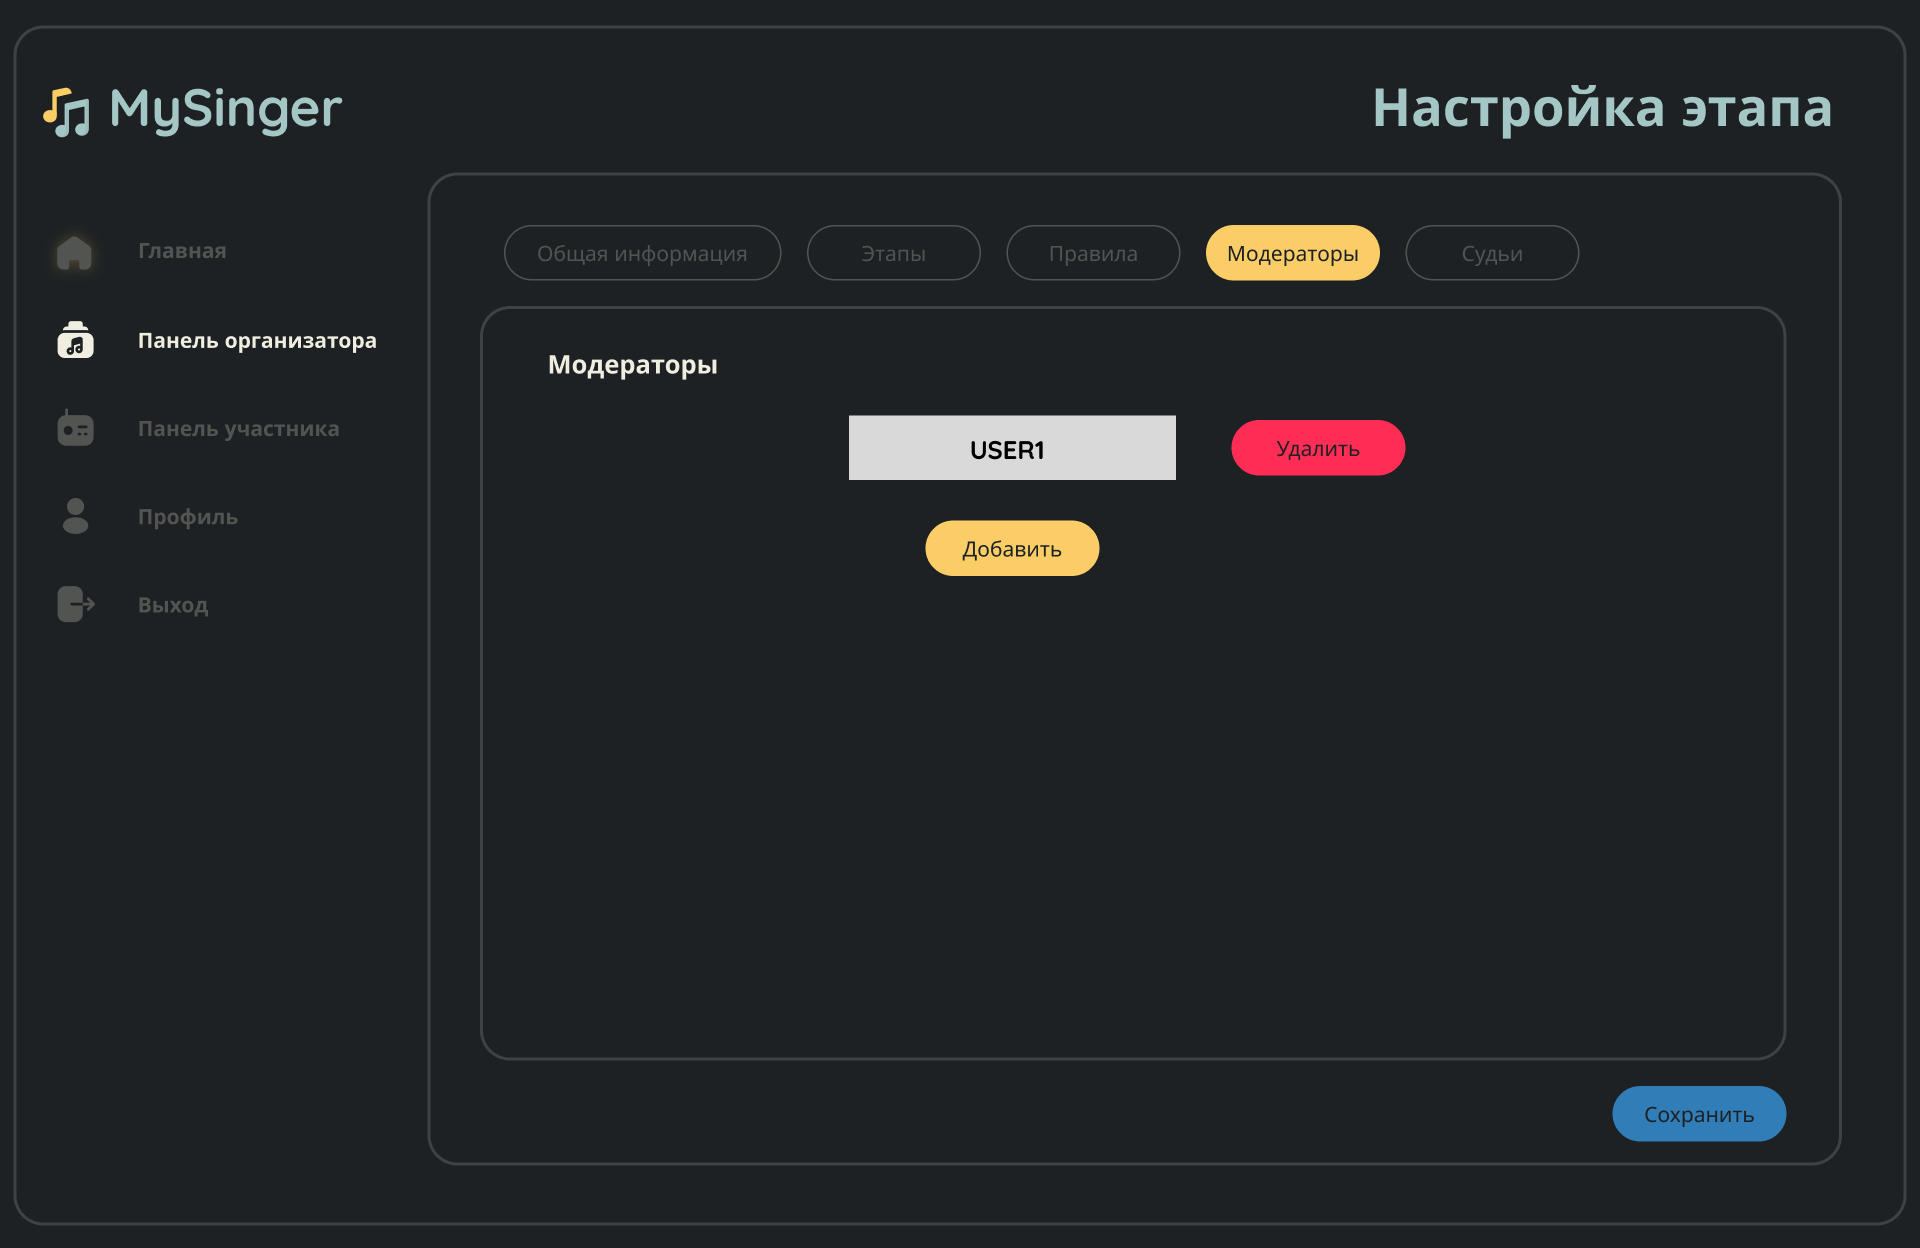 MySinger
Настройка этапа
Главная
Панель организатора
Панель участника
Профиль
Выход
Общая информация
Этапы
Правила
Модераторы
Судьи
Модераторы
USER1
Удалить
Добавить
Сохранить